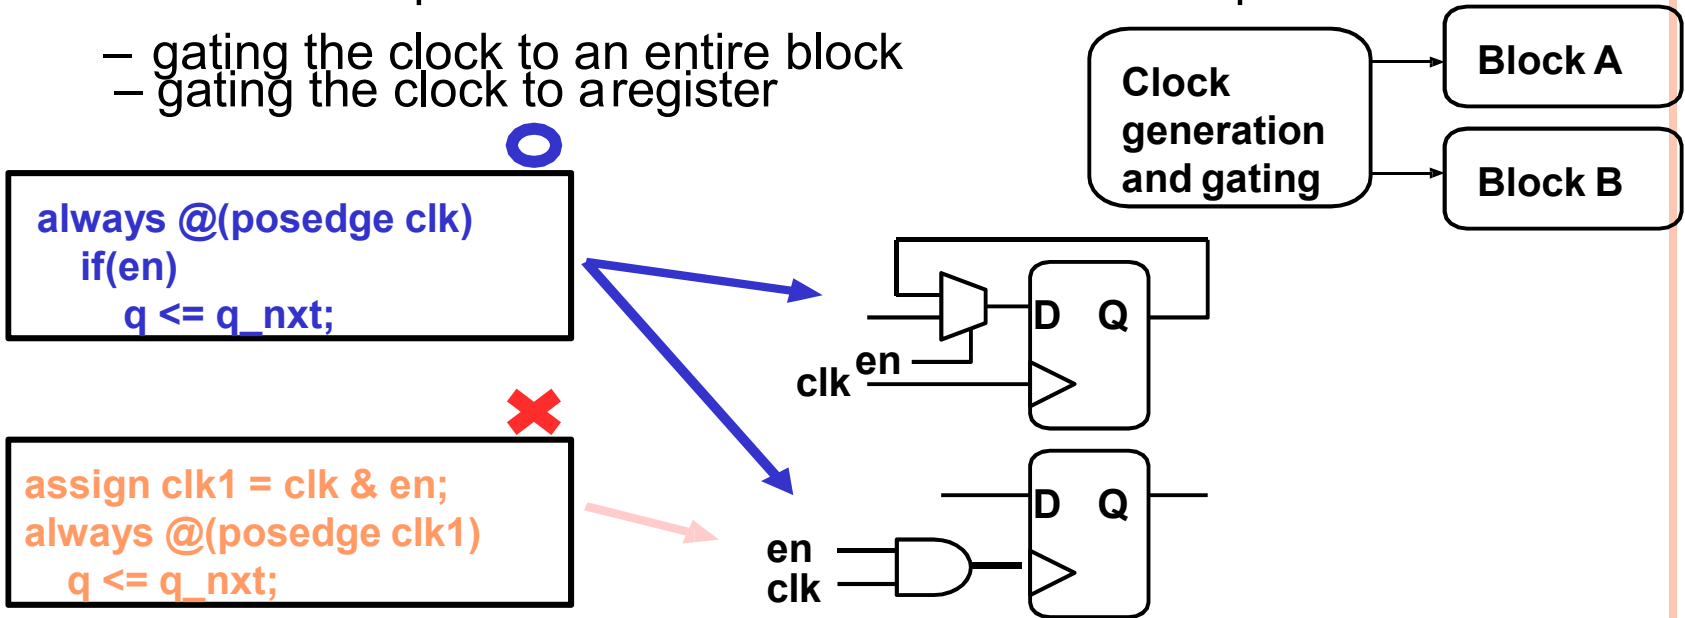 – gating the clock to an entire block
– gating the clock to aregister
always @(posedge clk)
if(en)
q <= q_nxt;
assign clk1 = clk & en;
always @(posedge clk1)
q <= q_nxt;
Clock
generation
and gating
Block A
Block B
D Q
en
clk
D Q
en
clk